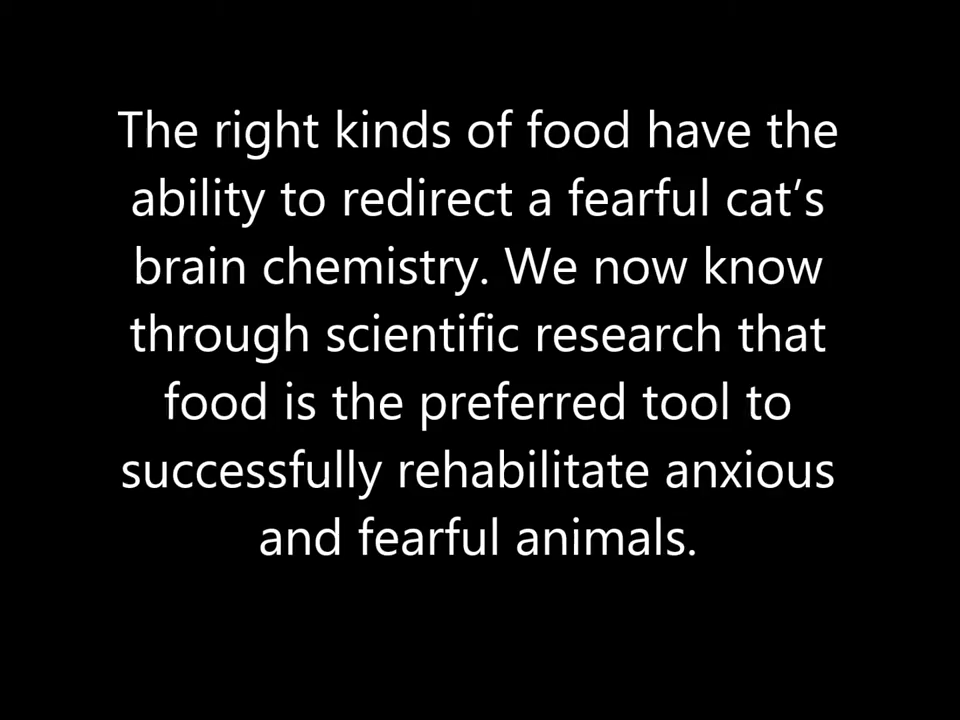 The right kinds of food have the
ability to redirect a fearful cat’s
brain chemistry. We now know
through scientific research that
food is the preferred tool to
successfully rehabilitate anxious
and fearful animals.